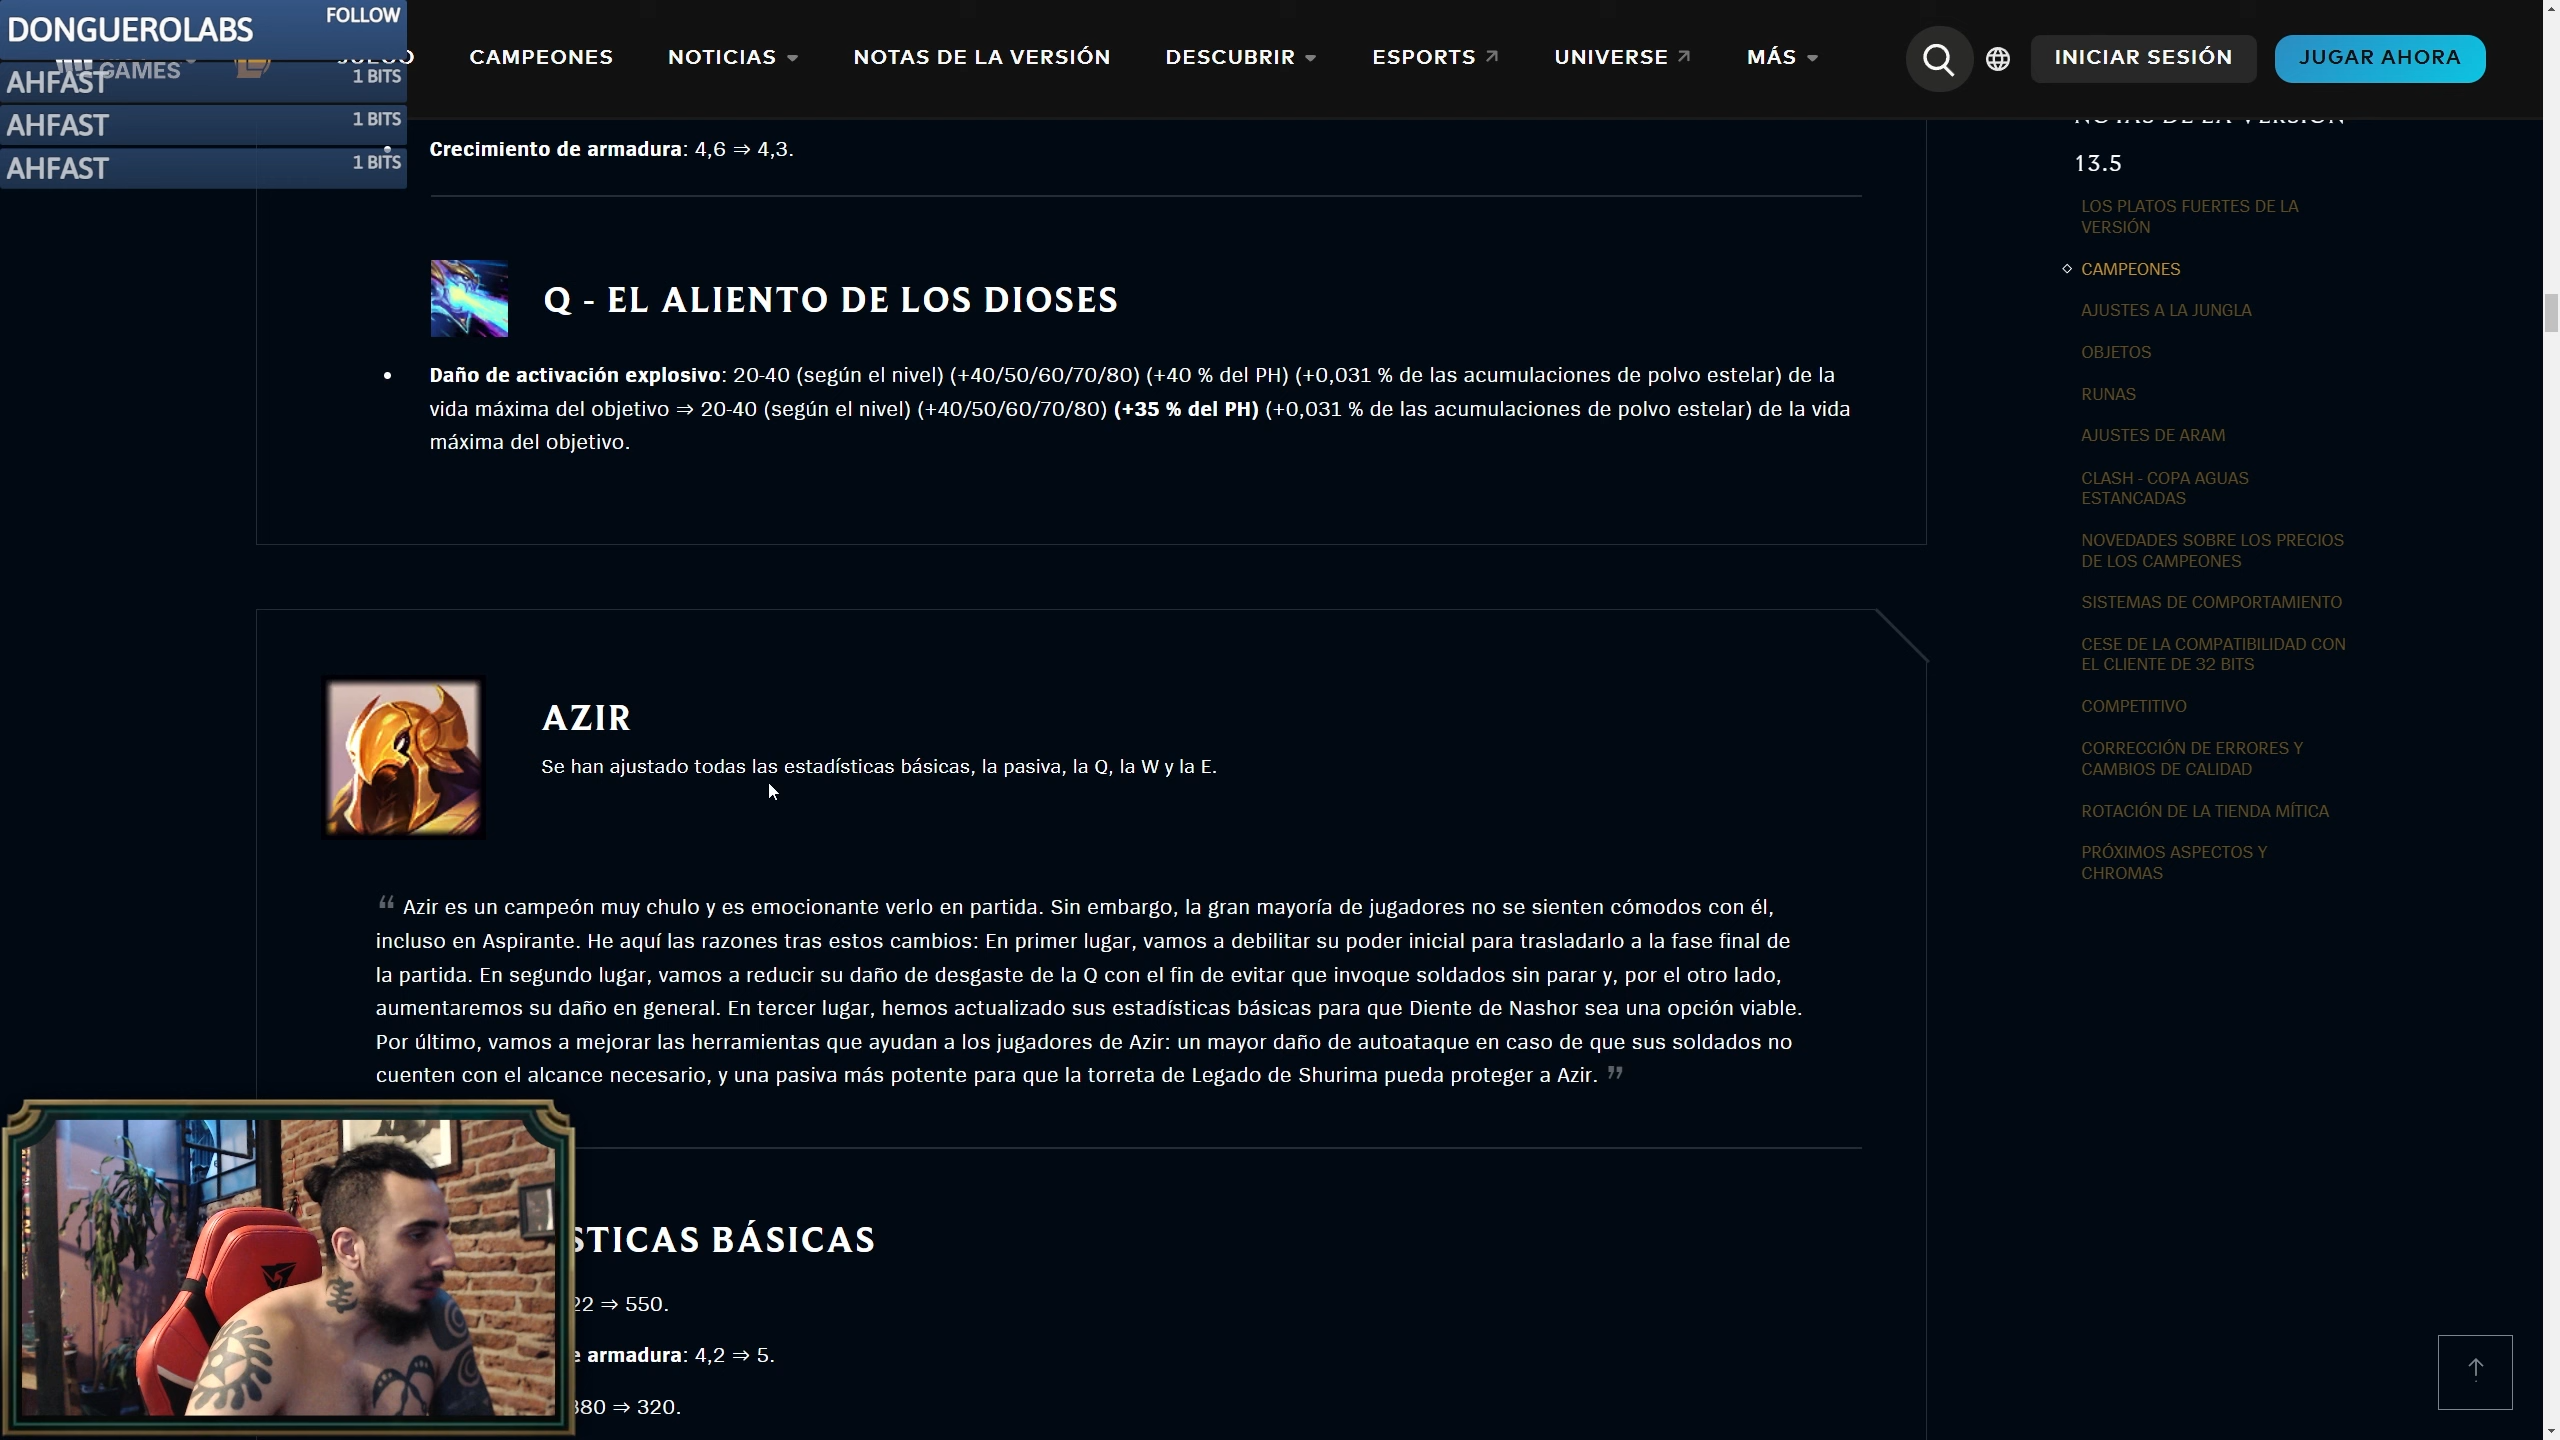 DONGUEROLABS FOLLOW
AHFAST 1 BITS
AHFAST 1 BITS
AHFAST 1 BITS
GAMES
CAMPEONES NOTICIAS NOTAS DE LA VERSIÓN DESCUBRIR ESPORTS UNIVERSE MÁS INICIAR SESIÓN JUGAR AHORA
Crecimiento de armadura: 4,6 ⇒ 4,3.
Q - EL ALIENTO DE LOS DIOSES
• Daño de activación explosivo: 20-40 (según el nivel) (+40/50/60/70/80) (+40 % del PH) (+0,031 % de las acumulaciones de polvo estelar) de la
vida máxima del objetivo ⇒ 20-40 (según el nivel) (+40/50/60/70/80) (+35 % del PH) (+0,031 % de las acumulaciones de polvo estelar) de la vida
máxima del objetivo.
AZIR
Se han ajustado todas las estadísticas básicas, la pasiva, la Q, la W y la E.
“ Azir es un campeón muy chulo y es emocionante verlo en partida. Sin embargo, la gran mayoría de jugadores no se sienten cómodos con él,
incluso en Aspirante. He aquí las razones tras estos cambios: En primer lugar, vamos a debilitar su poder inicial para trasladarlo a la fase final de
la partida. En segundo lugar, vamos a reducir su daño de desgaste de la Q con el fin de evitar que invoque soldados sin parar y, por el otro lado,
aumentaremos su daño en general. En tercer lugar, hemos actualizado sus estadísticas básicas para que Diente de Nashor sea una opción viable.
Por último, vamos a mejorar las herramientas que ayudan a los jugadores de Azir: un mayor daño de autoataque en caso de que sus soldados no
cuenten con el alcance necesario, y una pasiva más potente para que la torreta de Legado de Shurima pueda proteger a Azir. ”
STICAS BÁSICAS
22 ⇒ 550.
e armadura: 4,2 ⇒ 5.
380 ⇒ 320.
NOTAS DE LA VERSIÓN
13.5
LOS PLATOS FUERTES DE LA
VERSIÓN
CAMPEONES
AJUSTES A LA JUNGLA
OBJETOS
RUNAS
AJUSTES DE ARAM
CLASH - COPA AGUAS
ESTANCADAS
NOVEDADES SOBRE LOS PRECIOS
DE LOS CAMPEONES
SISTEMAS DE COMPORTAMIENTO
CESE DE LA COMPATIBILIDAD CON
EL CLIENTE DE 32 BITS
COMPETITIVO
CORRECCIÓN DE ERRORES Y
CAMBIOS DE CALIDAD
ROTACIÓN DE LA TIENDA MÍTICA
PRÓXIMOS ASPECTOS Y
CHROMAS